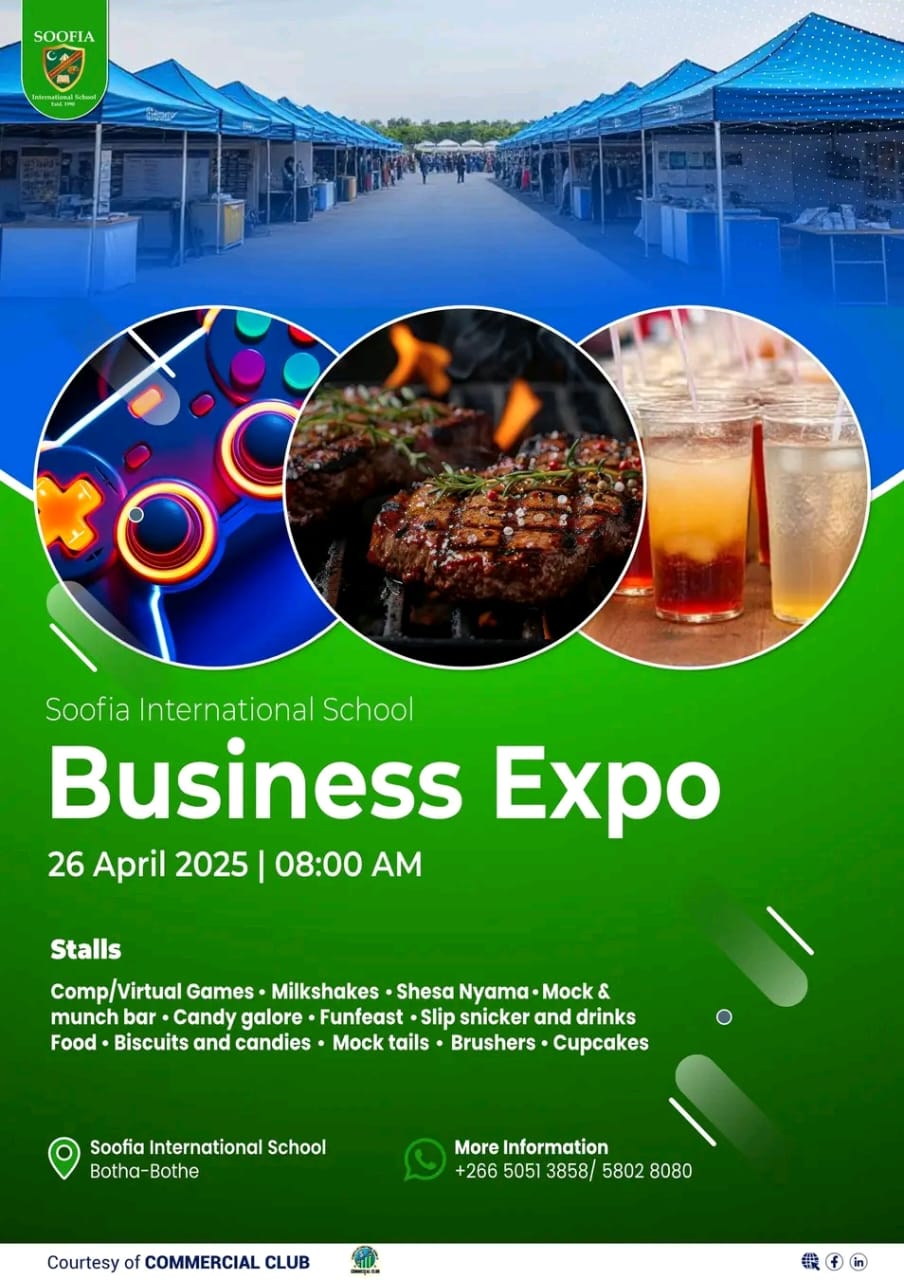 SOOFIA
International School
Estd. 1990
Soofia International School
Business Expo
26 April 2025 | 08:00 AM
Stalls
Comp/Virtual Games • Milkshakes • Shesa Nyama • Mock &
munch bar • Candy galore • Funfeast • Slip snicker and drinks
Food • Biscuits and candies • Mock tails • Brushers • Cupcakes
Soofia International School
Botha-Bothe
More Information
+266 5051 3858/ 5802 8080
Courtesy of COMMERCIAL CLUB
COMMERCIAL CLUB